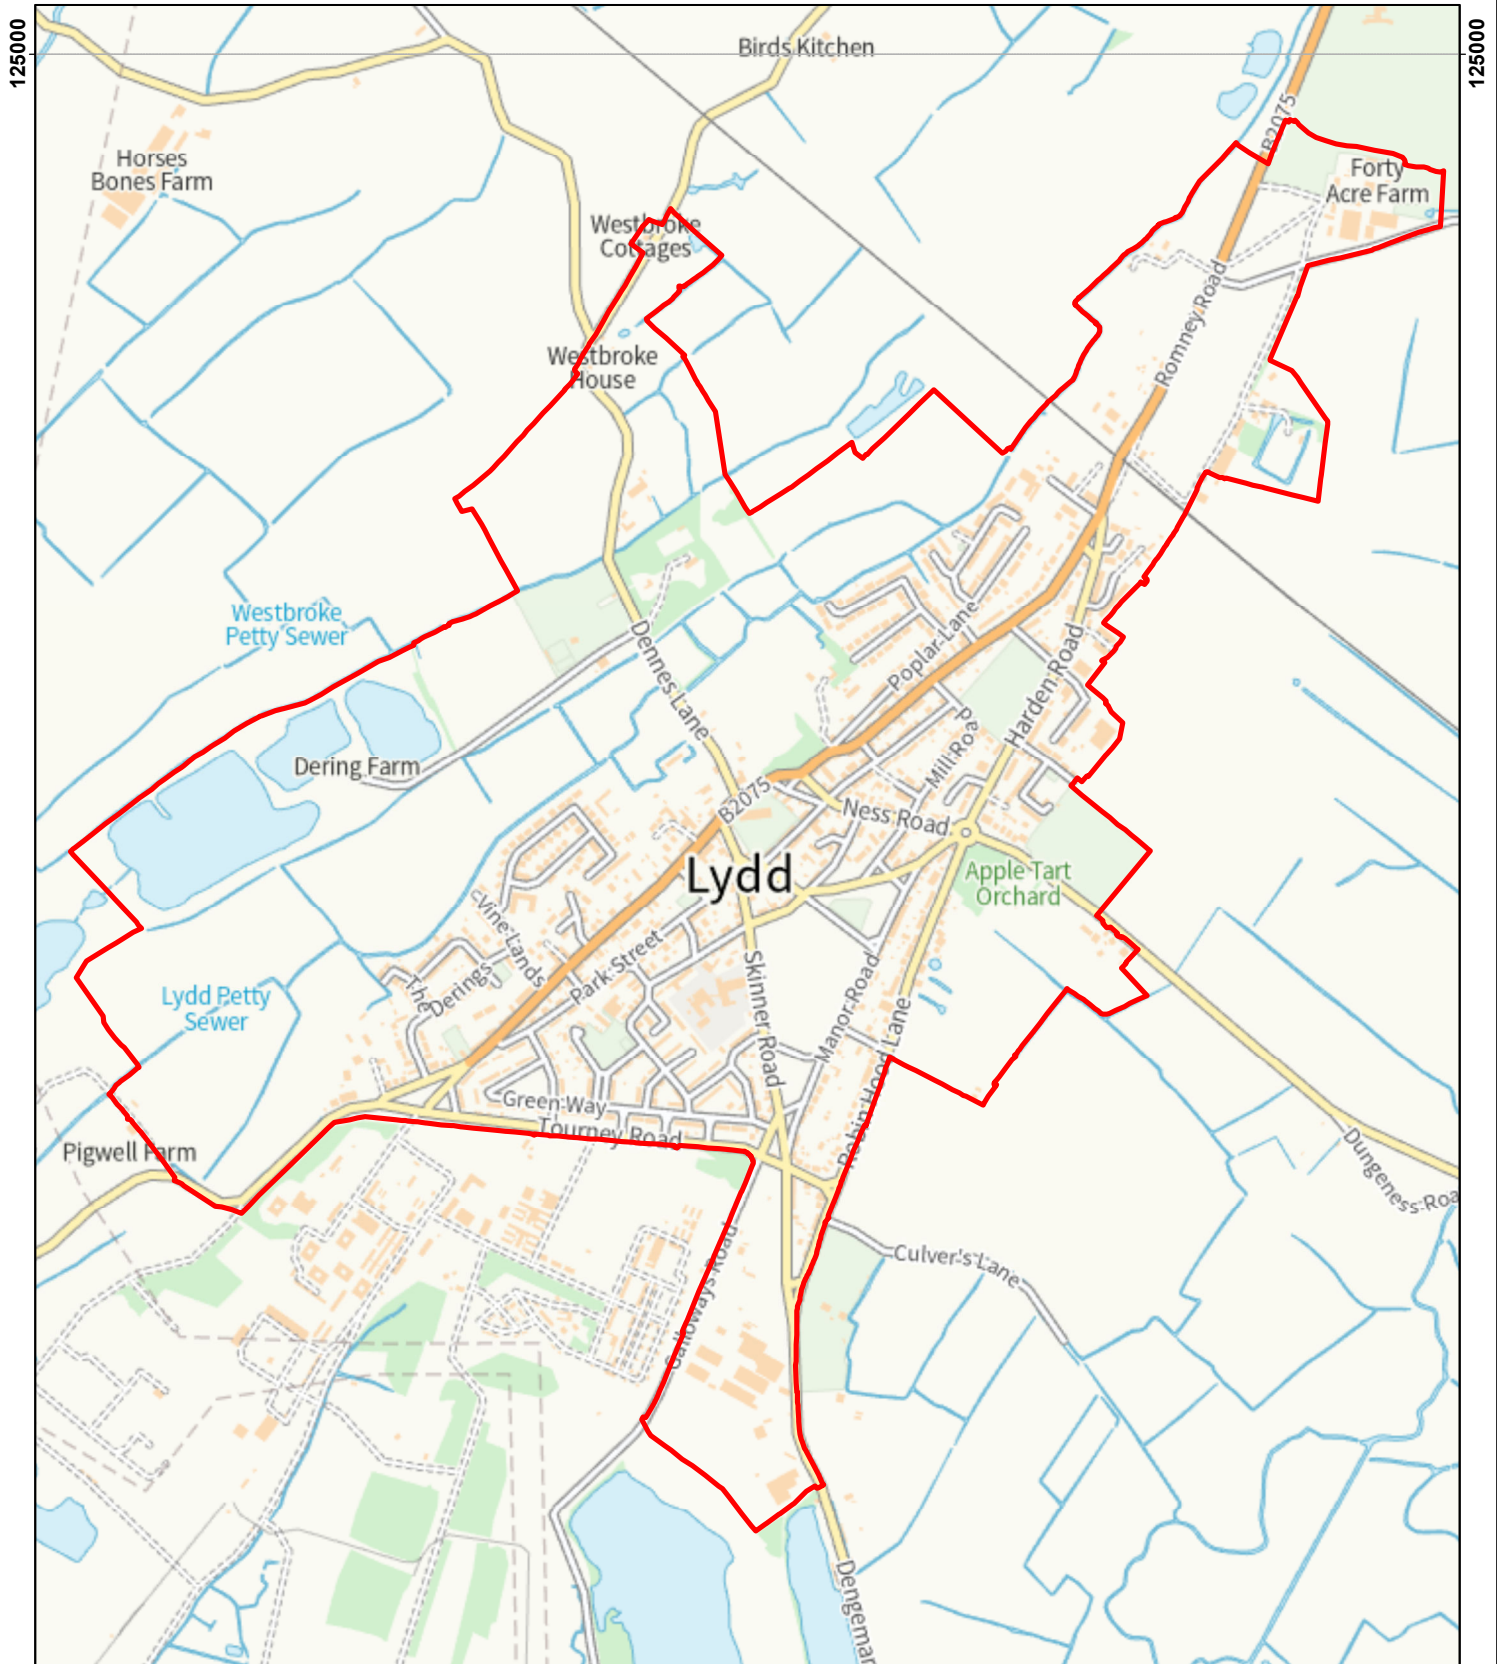 125000
125000
Birds Kitchen
B2075
Horses
Bones Farm
Forty
Acre Farm
Westbroke
Cottages
Romney Road
Westbroke
House
Westbroke
Petty Sewer
Dennes Lane
Poplar Lane
Harden Road
Mill Road
Dering Farm
B2075
Ness Road
Lydd
Apple Tart
Orchard
Vine Lands
Park Street
The
Derings
Skinner Road
Manor Road
Robin Hood Lane
Lydd Petty
Sewer
Green Way
Tourney Road
Pigwell Farm
Dungeness Roa
Culver's Lane
Galloways Road
Dengemar